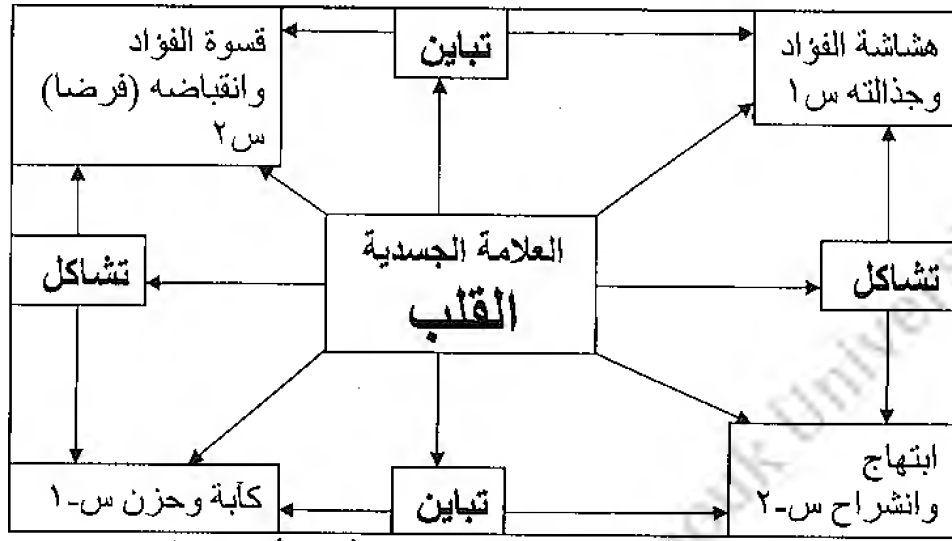 هشاشة الفؤاد
وجذالته س١
تباين
قسوة الفؤاد
وانقباضه (فرضا)
س٢
العلامة الجسدية
القلب
تشاكل
تشاكل
ابتهاج
وانشراح س-٢
تباين
كآبة وحزن س-١